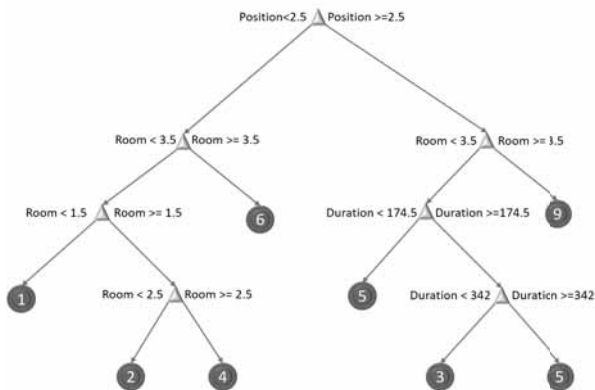 Position<2.5 Position >=2.5
Room < 3.5 Room >= 3.5 Room < 3.5 Room >= 3.5
Room < 1.5 Room >= 1.5 6 Duration < 174.5 Duration >=174.5 9
1 Room < 2.5 Room >= 2.5 5 Duration < 342 Duration >=342
2 4 3 5